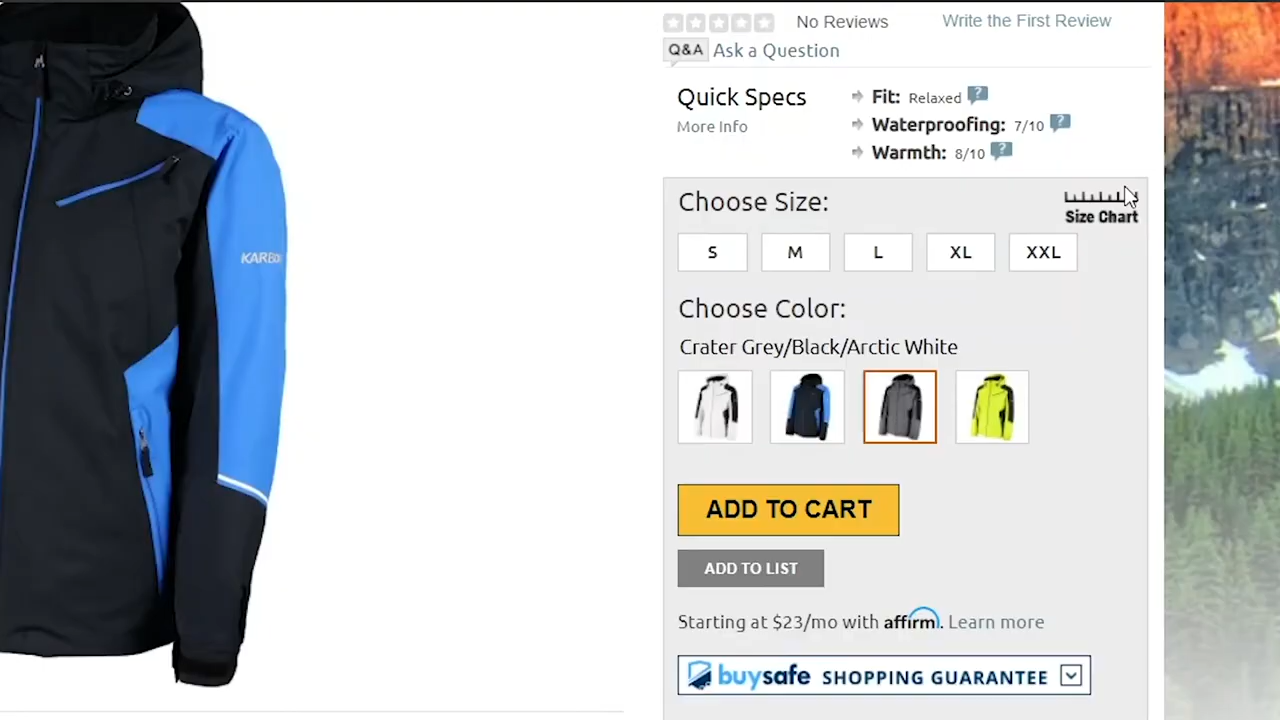 No Reviews
Write the First Review
Q&A
Ask a Question
Quick Specs
More Info
Fit: Relaxed ?
Waterproofing: 7/10 ?
Warmth: 8/10 ?
Choose Size:
Size Chart
S
M
L
XL
XXL
Choose Color:
Crater Grey/Black/Arctic White
ADD TO CART
ADD TO LIST
Starting at $23/mo with affirm. Learn more
buysafe SHOPPING GUARANTEE